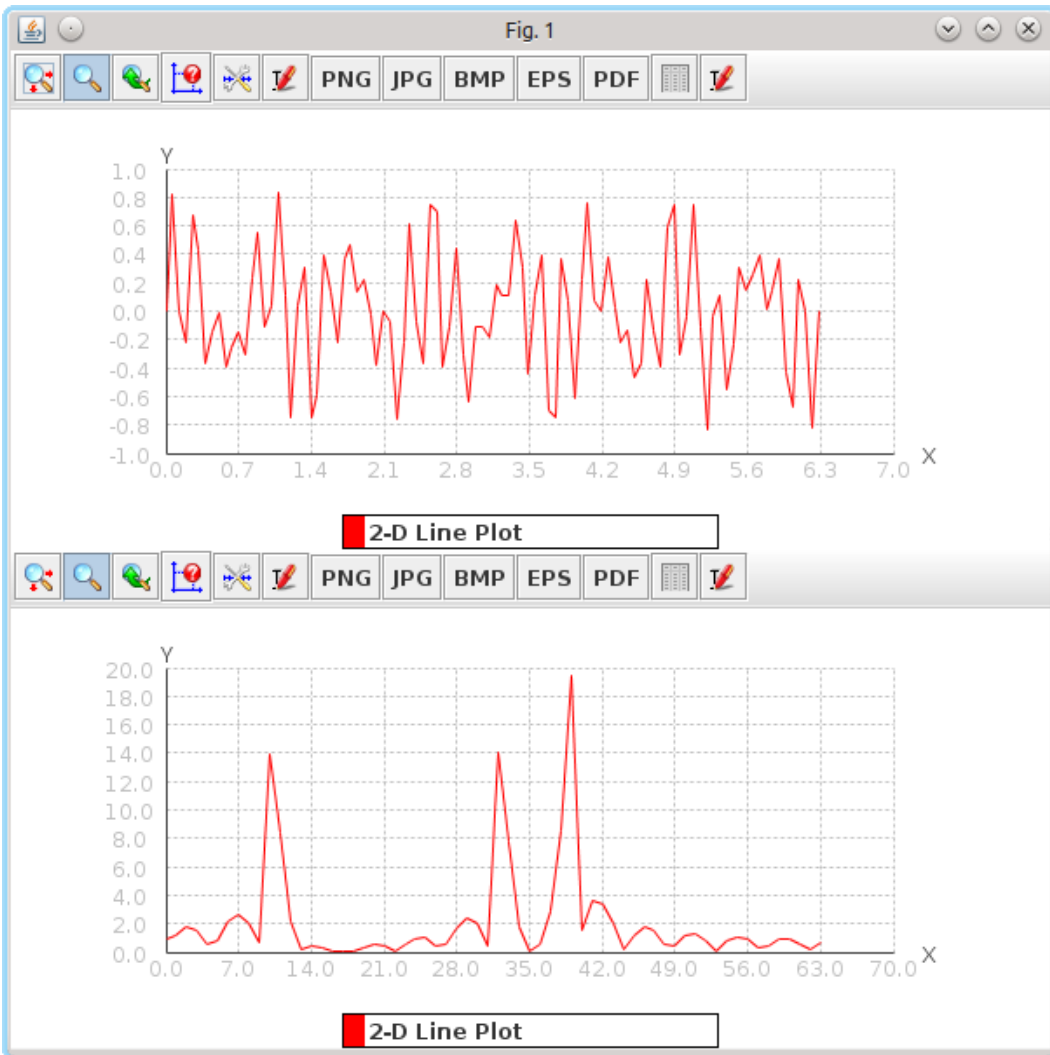 Fig. 1
PNG JPG BMP EPS PDF
Y
1.0
0.8
0.6
0.4
0.2
0.0
-0.2
-0.4
-0.6
-0.8
-1.0
0.0 0.7 1.4 2.1 2.8 3.5 4.2 4.9 5.6 6.3 7.0 X
2-D Line Plot
PNG JPG BMP EPS PDF
Y
20.0
18.0
16.0
14.0
12.0
10.0
8.0
6.0
4.0
2.0
0.0
0.0 7.0 14.0 21.0 28.0 35.0 42.0 49.0 56.0 63.0 70.0 X
2-D Line Plot